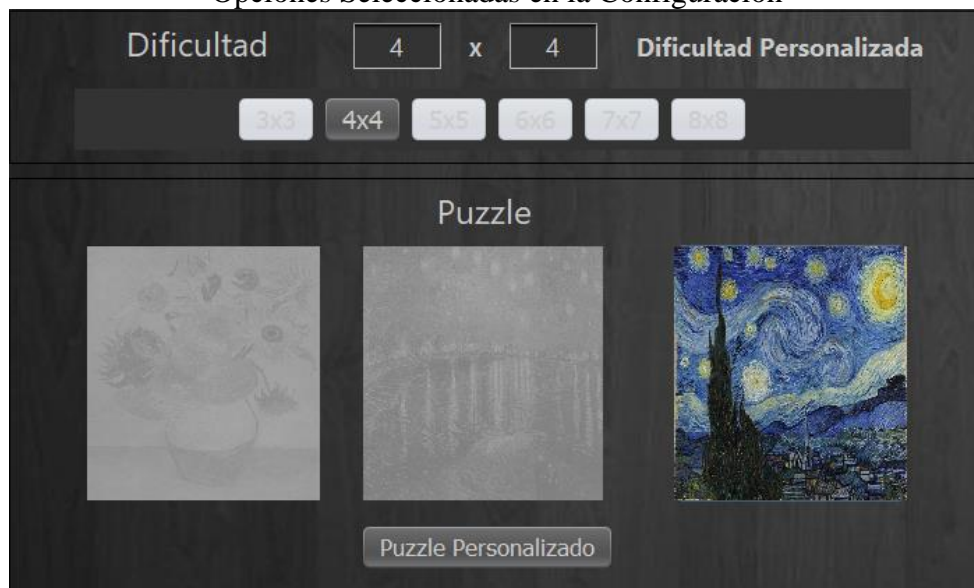 Opciones Seleccionadas en la Configuración
Dificultad 4 x 4 Dificultad Personalizada
3x3 4x4 5x5 6x6 7x7 8x8
Puzzle
Puzzle Personalizado